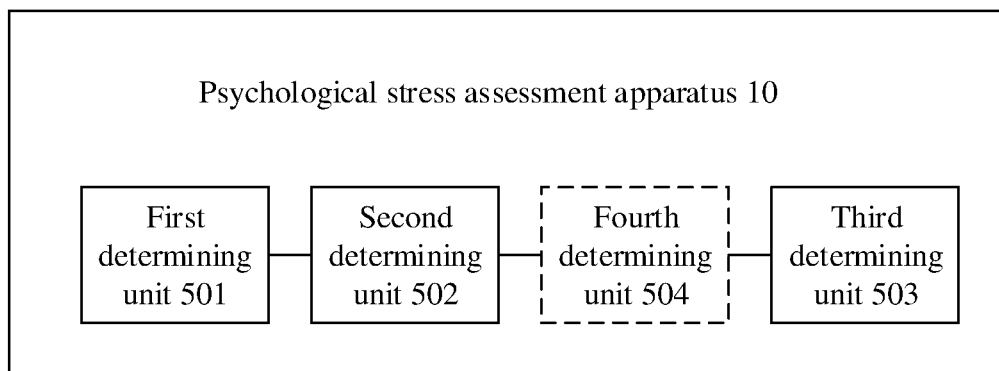 Psychological stress assessment apparatus 10
First
determining
unit 501
Second
determining
unit 502
Fourth
determining
unit 504
Third
determining
unit 503